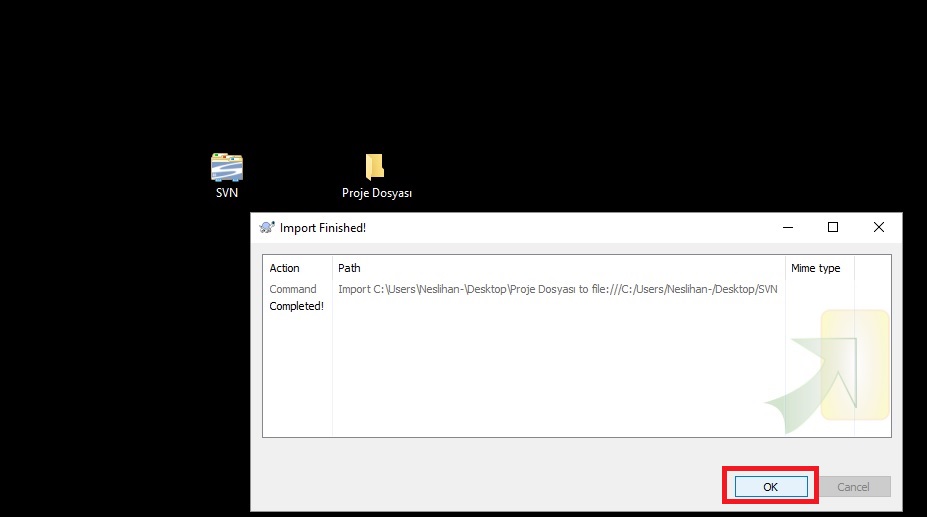 SVN
Proje Dosyası
Import Finished!
Action Path Mime type
Command Import C:\Users\Neslihan-\Desktop\Proje Dosyası to file:///C:/Users/Neslihan-/Desktop/SVN
Completed!
OK Cancel